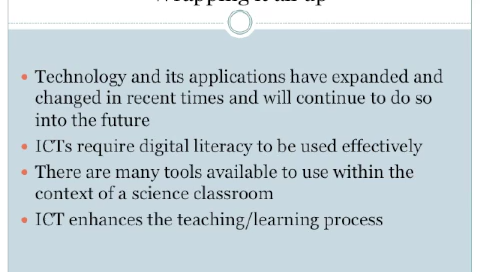 Wrapping it all up
• Technology and its applications have expanded and
changed in recent times and will continue to do so
into the future
• ICTs require digital literacy to be used effectively
• There are many tools available to use within the
context of a science classroom
• ICT enhances the teaching/learning process